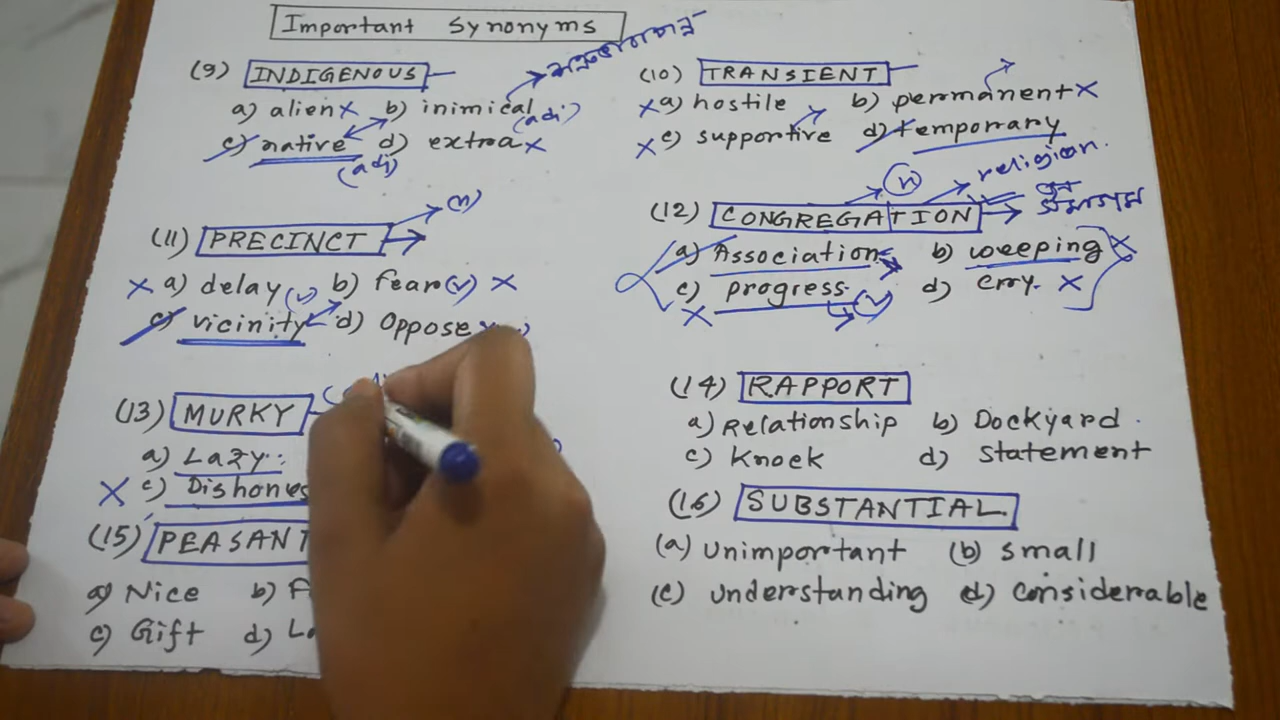 Important Synonyms
(9) INDIGENOUS
a) alien x b) inimical (adj)
c) native d) extra x
(adj)
(10) TRANSIENT
x a) hostile b) permanent x
x c) supportive d) temporary
(11) PRECINCT (n)
x a) delay (v) b) fear (v) x
c) vicinity d) Oppose
(12) CONGREGATION (n) religion.
a) Association b) weeping x
c) progress (v) d) Cry. x
x
(13) MURKY
a) Lazy
x c) Dishones
(14) RAPPORT
a) Relationship b) Dockyard
c) Knock d) Statement
(15) PEASANT
a) Nice b) F
c) Gift d) L
(16) SUBSTANTIAL
(a) Unimportant (b) Small
(c) Understanding d) Considerable